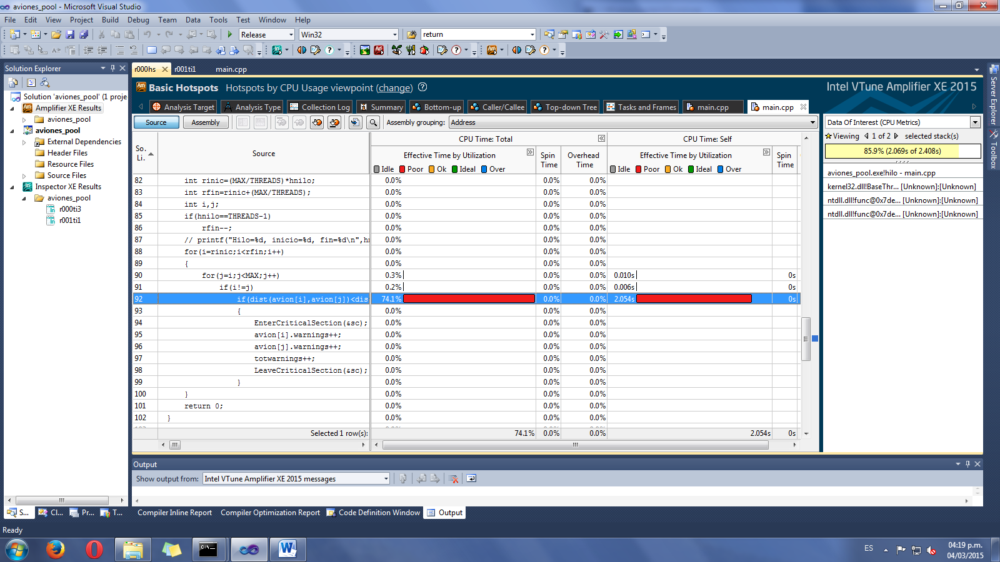 aviones_pool - Microsoft Visual Studio
File Edit View Project Build Debug Team Data Tools Test Window Help
Release Win32 return
Solution Explorer
Solution 'aviones_pool' (1 proje
Amplifier XE Results
aviones_pool
aviones_pool
External Dependencies
Header Files
Resource Files
Source Files
Inspector XE Results
aviones_pool
r000ti3
r001ti1
r000hs r001ti1 main.cpp
Basic Hotspots Hotspots by CPU Usage viewpoint (change)
Intel VTune Amplifier XE 2015
Analysis Target Analysis Type Collection Log Summary Bottom-up Caller/Callee Top-down Tree Tasks and Frames main.cpp main.cpp
Source Assembly Assembly grouping: Address
So. Li. Source CPU Time: Total CPU Time: Self
Effective Time by Utilization Spin Time Overhead Time Effective Time by Utilization Spin Time
Idle Poor Ok Ideal Over Idle Poor Ok Ideal Over
82 int rinic=(MAX/THREADS)*hnilo; 0.0% 0.0% 0.0%
83 int rfin=rinic+(MAX/THREADS); 0.0% 0.0% 0.0%
84 int i,j; 0.0% 0.0% 0.0%
85 if(hnilo==THREADS-1) 0.0% 0.0% 0.0%
86 rfin--; 0.0% 0.0% 0.0%
87 // printf("Hilo=%d, inicio=%d, fin=%d\n",hn 0.0% 0.0% 0.0%
88 for(i=rinic;i<rfin;i++) 0.0% 0.0% 0.0%
89 { 0.0% 0.0% 0.0%
90 for(j=i;j<MAX;j++) 0.3% 0.0% 0.0% 0.010s 0s
91 if(i!=j) 0.2% 0.0% 0.0% 0.006s 0s
92 if(dist(avion[i],avion[j])<dis 74.1% 0.0% 0.0% 2.054s 0s
93 { 0.0% 0.0% 0.0%
94 EnterCriticalSection(&sc); 0.0% 0.0% 0.0%
95 avion[i].warnings++; 0.0% 0.0% 0.0%
96 avion[j].warnings++; 0.0% 0.0% 0.0%
97 totwarnings++; 0.0% 0.0% 0.0%
98 LeaveCriticalSection(&sc); 0.0% 0.0% 0.0%
99 } 0.0% 0.0% 0.0%
100 } 0.0% 0.0% 0.0%
101 return 0; 0.0% 0.0% 0.0%
102 } 0.0% 0.0% 0.0%
Selected 1 row(s): 74.1% 0.0% 0.0% 2.054s 0s
Data Of Interest (CPU Metrics)
Viewing 1 of 2 selected stack(s)
85.9% (2.069s of 2.408s)
aviones_pool.exe!hilo - main.cpp
kernel32.dll!BaseThr... [Unknown]:[Unknown]
ntdll.dll!func@0x7de... [Unknown]:[Unknown]
ntdll.dll!func@0x7de... [Unknown]:[Unknown]
Server Explorer
Toolbox
Output
Show output from: Intel VTune Amplifier XE 2015 messages
S... Cl... Pr... T... Compiler Inline Report Compiler Optimization Report Code Definition Window Output
Ready
ES 04:19 p.m.
04/03/2015